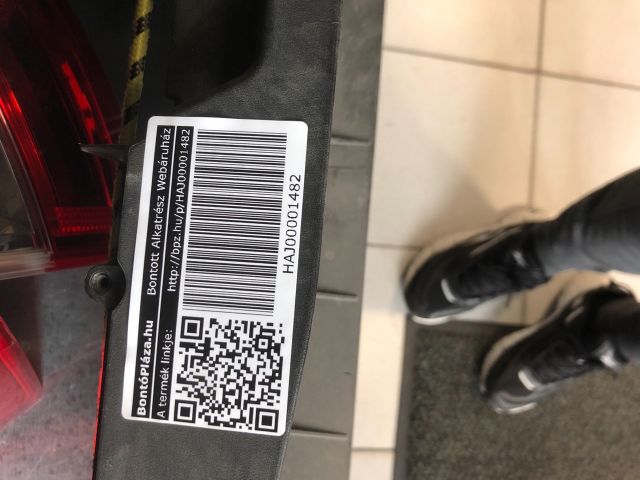 BontóPláza.hu Bontott Alkatrész Webáruház
A termék linkje: http://bpz.hu/p/HAJ00001482
HAJ00001482